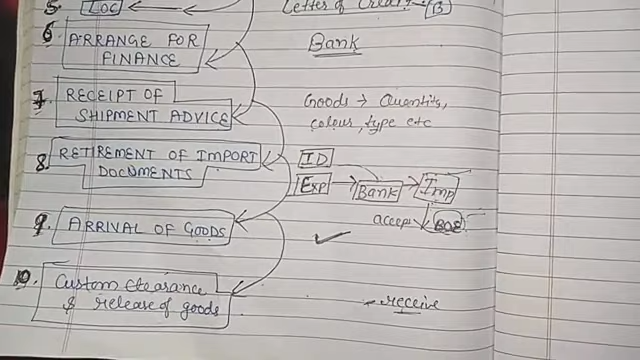 5. LOC
Letter of Credit → B
6. ARRANGE FOR
FINANCE
Bank
7. RECEIPT OF
SHIPMENT ADVICE
Goods → Quantity,
colour, type etc
8. RETIREMENT OF IMPORT
DOCUMENTS
ID
Exp → Bank → Imp
accept BOE
9. ARRIVAL OF GOODS
10. Custom clearance
& release of goods
receive